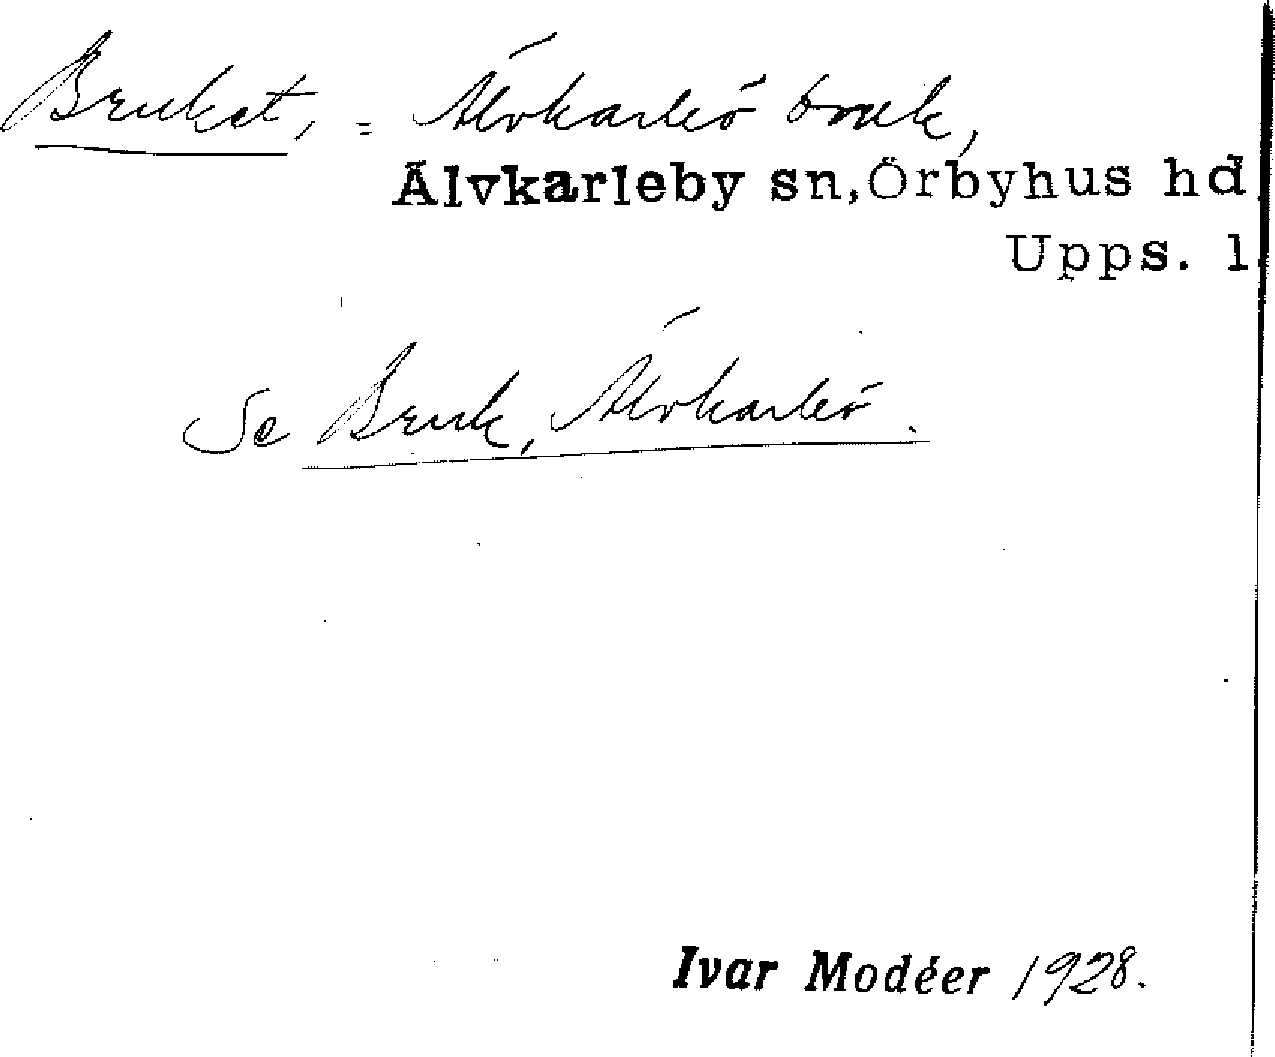 Bruket, = Älvkarleö bruk,
Älvkarleby sn, Örbyhus hd
Upps. l
Se Bruk, Älvkarleö.
Ivar Modéer 1928.